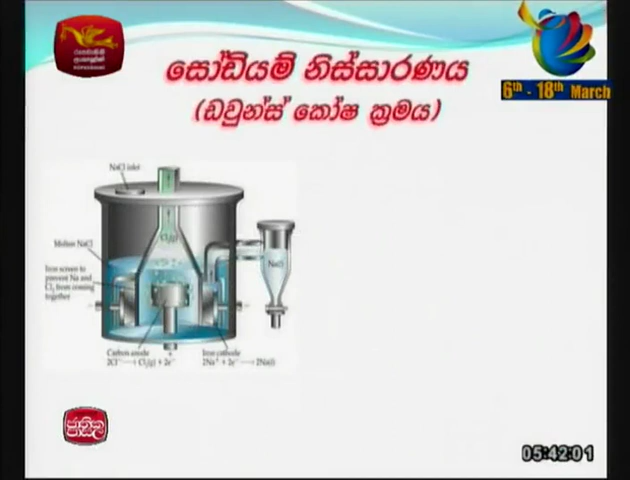 සෝඩියම් නිස්සාරණය
(ඩවුන්ස් කෝෂ ක්‍රමය)
6th - 18th March
NaCl inlet
Cl₂(g)
Molten NaCl
Na(l)
Iron screen to
prevent Na and
Cl₂ from coming
together
Carbon anode
2Cl⁻ → Cl₂(g) + 2e⁻
Iron cathode
2Na⁺ + 2e⁻ → 2Na(l)
ජාතික
පාසල
05:42:01